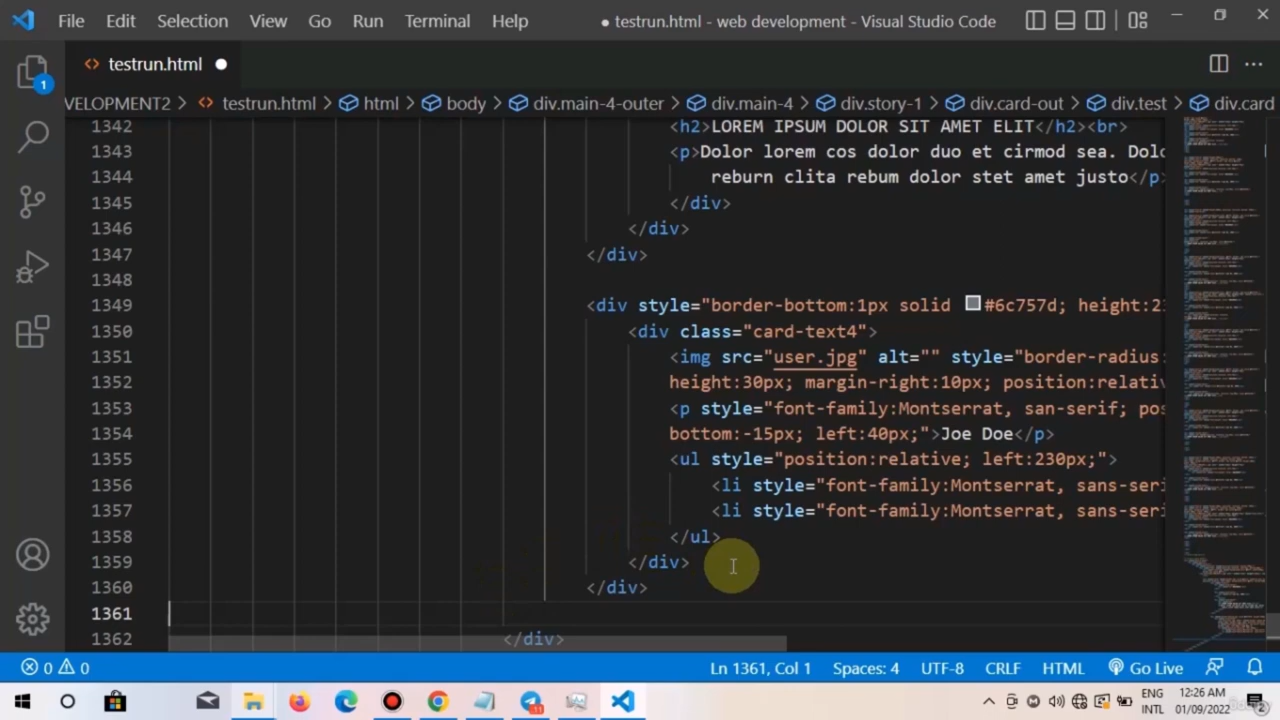 File Edit Selection View Go Run Terminal Help ● testrun.html - web development - Visual Studio Code
testrun.html
1
VELOPMENT2 > testrun.html > html > body > div.main-4-outer > div.main-4 > div.story-1 > div.card-out > div.test > div.card
1342 <h2>LOREM IPSUM DOLOR SIT AMET ELIT</h2><br>
1343 <p>Dolor lorem cos dolor duo et cirmod sea. Dolo
1344 reburn clita rebum dolor stet amet justo</p>
1345 </div>
1346 </div>
1347 </div>
1348
1349 <div style="border-bottom:1px solid #6c757d; height:23
1350 <div class="card-text4">
1351 <img src="user.jpg" alt="" style="border-radius:
1352 height:30px; margin-right:10px; position:relativ
1353 <p style="font-family:Montserrat, san-serif; pos
1354 bottom:-15px; left:40px;">Joe Doe</p>
1355 <ul style="position:relative; left:230px;">
1356 <li style="font-family:Montserrat, sans-seri
1357 <li style="font-family:Montserrat, sans-seri
1358 </ul>
1359 </div>
1360 </div>
1361
1362 </div>
0 0 Ln 1361, Col 1 Spaces: 4 UTF-8 CRLF HTML Go Live
ENG 12:26 AM
INTL 01/09/2022